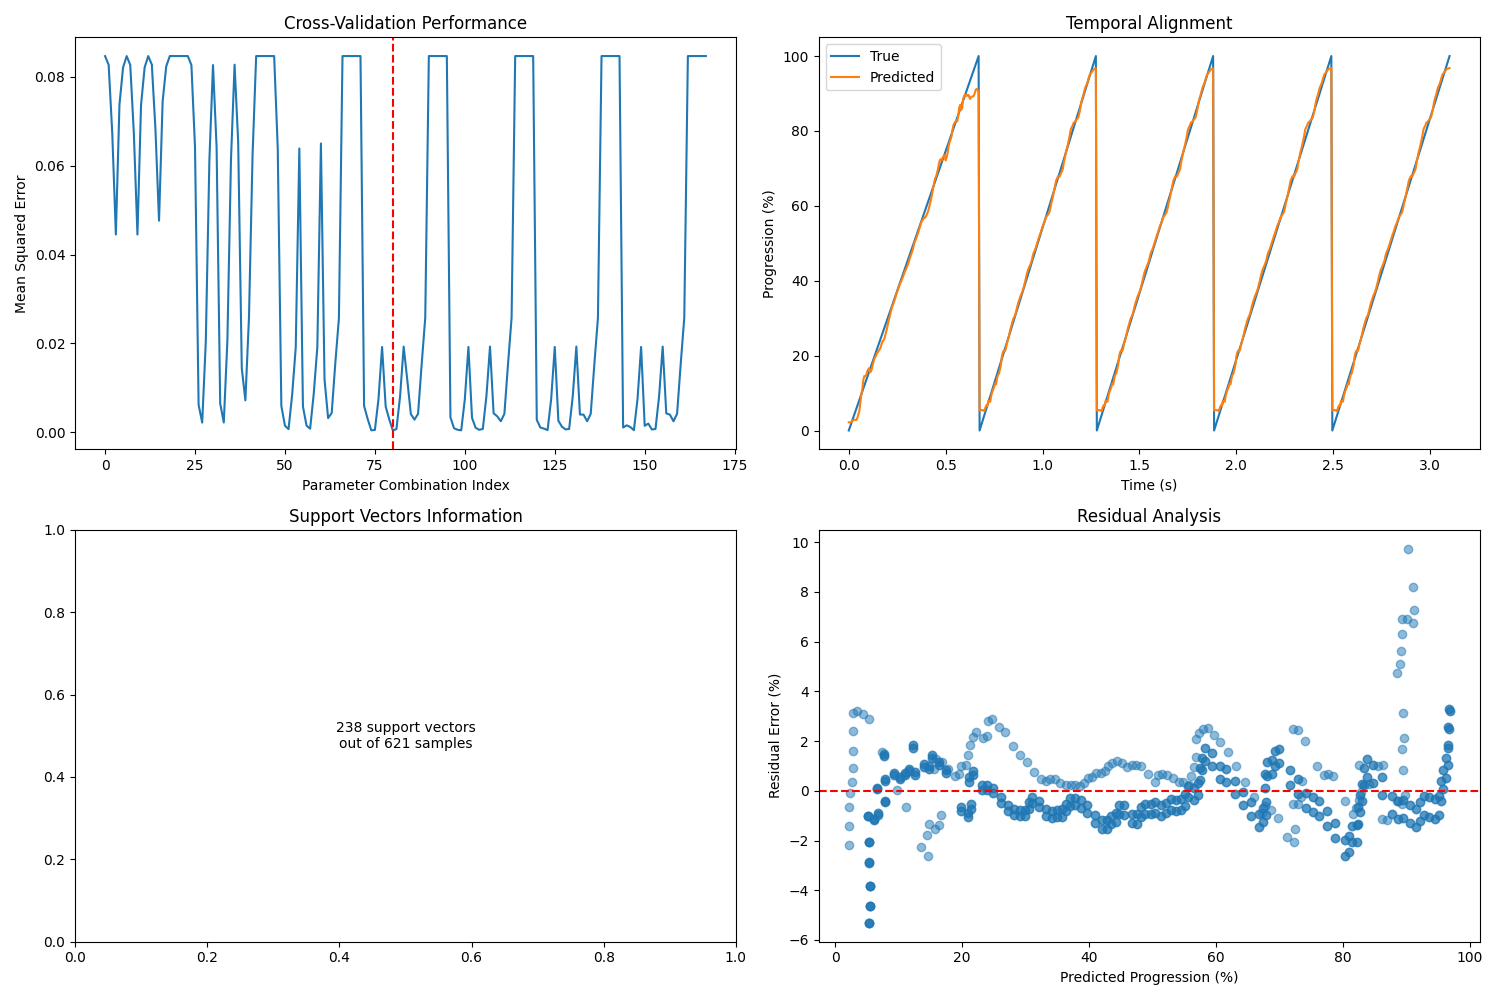 Cross-Validation Performance
Mean Squared Error
0.08
0.06
0.04
0.02
0.00
0 25 50 75 100 125 150 175
Parameter Combination Index
Temporal Alignment
True
Predicted
Progression (%)
100
80
60
40
20
0
0.0 0.5 1.0 1.5 2.0 2.5 3.0
Time (s)
Support Vectors Information
1.0
0.8
0.6
0.4
0.2
0.0
238 support vectors
out of 621 samples
0.0 0.2 0.4 0.6 0.8 1.0
Residual Analysis
Residual Error (%)
10
8
6
4
2
0
−2
−4
−6
0 20 40 60 80 100
Predicted Progression (%)